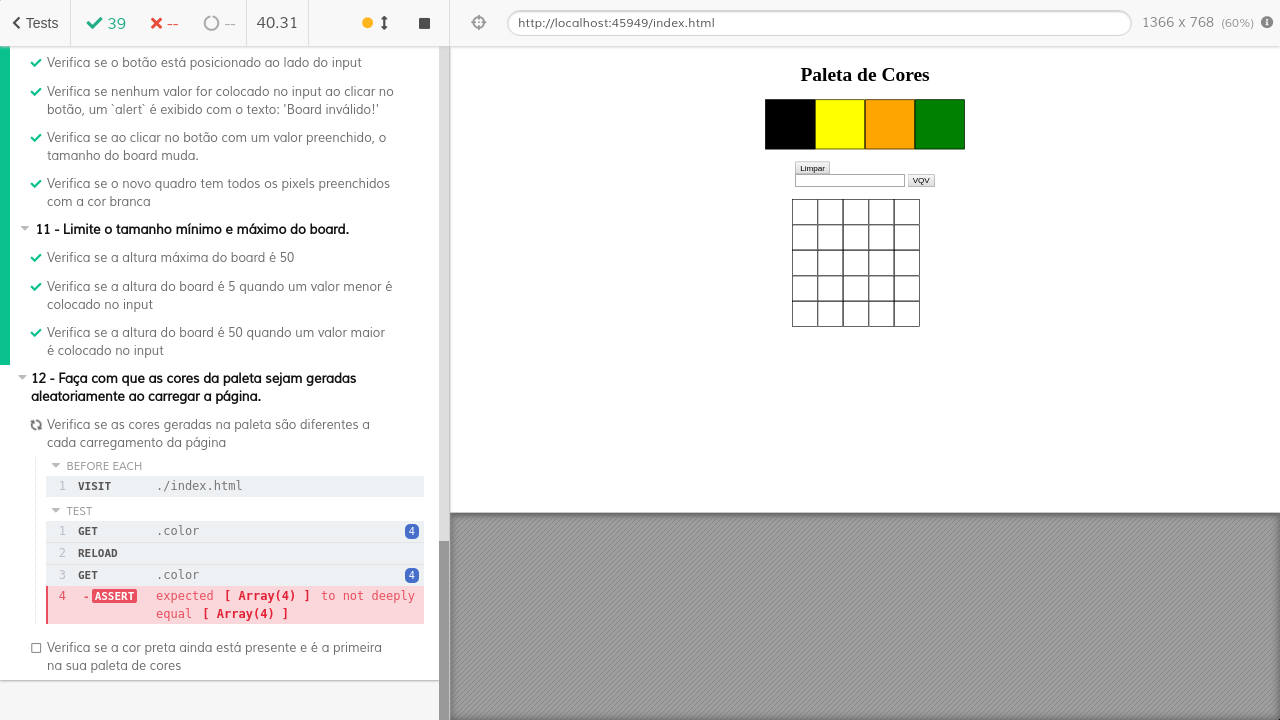 Tests
39
--
--
40.31
http://localhost:45949/index.html
1366 x 768 (60%)
Verifica se o botão está posicionado ao lado do input
Verifica se nenhum valor for colocado no input ao clicar no
botão, um `alert` é exibido com o texto: 'Board inválido!'
Verifica se ao clicar no botão com um valor preenchido, o
tamanho do board muda.
Verifica se o novo quadro tem todos os pixels preenchidos
com a cor branca
11 - Limite o tamanho mínimo e máximo do board.
Verifica se a altura máxima do board é 50
Verifica se a altura do board é 5 quando um valor menor é
colocado no input
Verifica se a altura do board é 50 quando um valor maior
é colocado no input
12 - Faça com que as cores da paleta sejam geradas
aleatoriamente ao carregar a página.
Verifica se as cores geradas na paleta são diferentes a
cada carregamento da página
BEFORE EACH
1 VISIT ./index.html
TEST
1 GET .color 4
2 RELOAD
3 GET .color 4
4 -ASSERT expected [ Array(4) ] to not deeply
equal [ Array(4) ]
Verifica se a cor preta ainda está presente e é a primeira
na sua paleta de cores
Paleta de Cores
Limpar
VQV